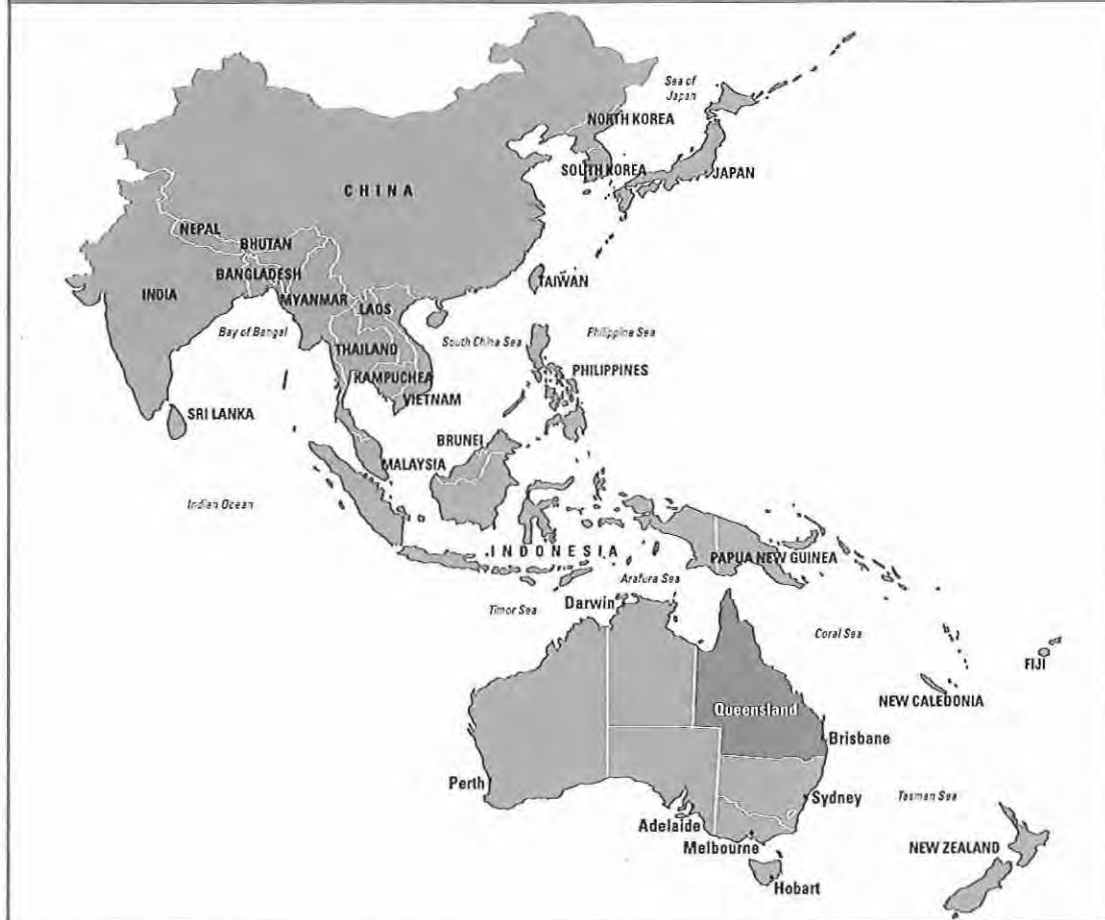 Sea of
Japan
NORTH KOREA
SOUTH KOREA
JAPAN
CHINA
NEPAL
BHUTAN
BANGLADESH
INDIA
MYANMAR
LAOS
TAIWAN
Bay of Bangal
South China Sea
Philippine Sea
THAILAND
KAMPUCHEA
PHILIPPINES
VIETNAM
SRI LANKA
BRUNEI
MALAYSIA
Indian Ocean
INDONESIA
PAPUA NEW GUINEA
Arafura Sea
Timor Sea
Darwin
Coral Sea
FIJI
NEW CALEDONIA
Queensland
Brisbane
Perth
Sydney
Tasman Sea
Adelaide
Melbourne
NEW ZEALAND
Hobart